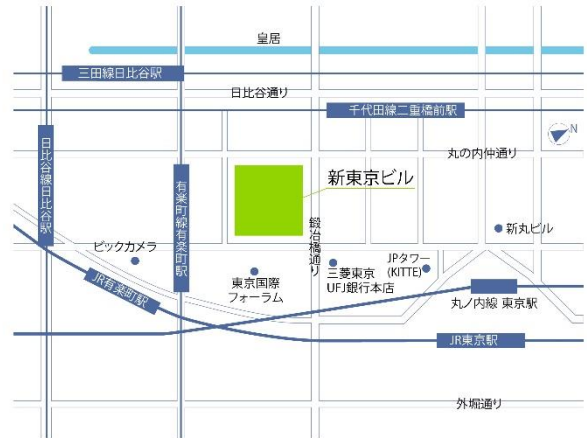 皇居
三田線日比谷駅
日比谷通り
千代田線二重橋前駅
N
日比谷線日比谷駅
有楽町線有楽町駅
丸の内仲通り
新東京ビル
鍛冶橋通り
新丸ビル
ビックカメラ
JPタワー
(KITTE)
東京国際
フォーラム
三菱東京
UFJ銀行本店
JR有楽町駅
丸ノ内線 東京駅
JR東京駅
外堀通り